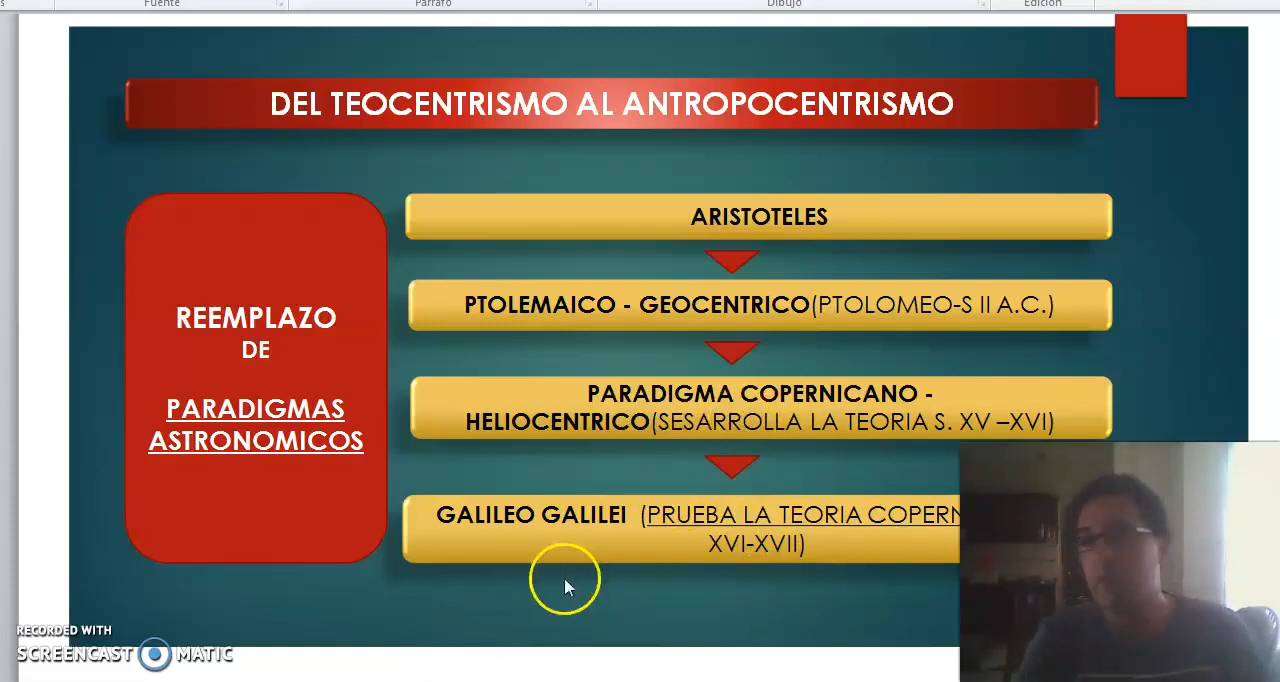 Fuente Párrafo Dibujo Edición
DEL TEOCENTRISMO AL ANTROPOCENTRISMO
ARISTOTELES
PTOLEMAICO - GEOCENTRICO(PTOLOMEO-S II A.C.)
REEMPLAZO
DE
PARADIGMAS
ASTRONOMICOS
PARADIGMA COPERNICANO -
HELIOCENTRICO(SESARROLLA LA TEORIA S. XV –XVI)
GALILEO GALILEI (PRUEBA LA TEORIA COPERN
XVI-XVII)
RECORDED WITH
SCREENCAST MATIC